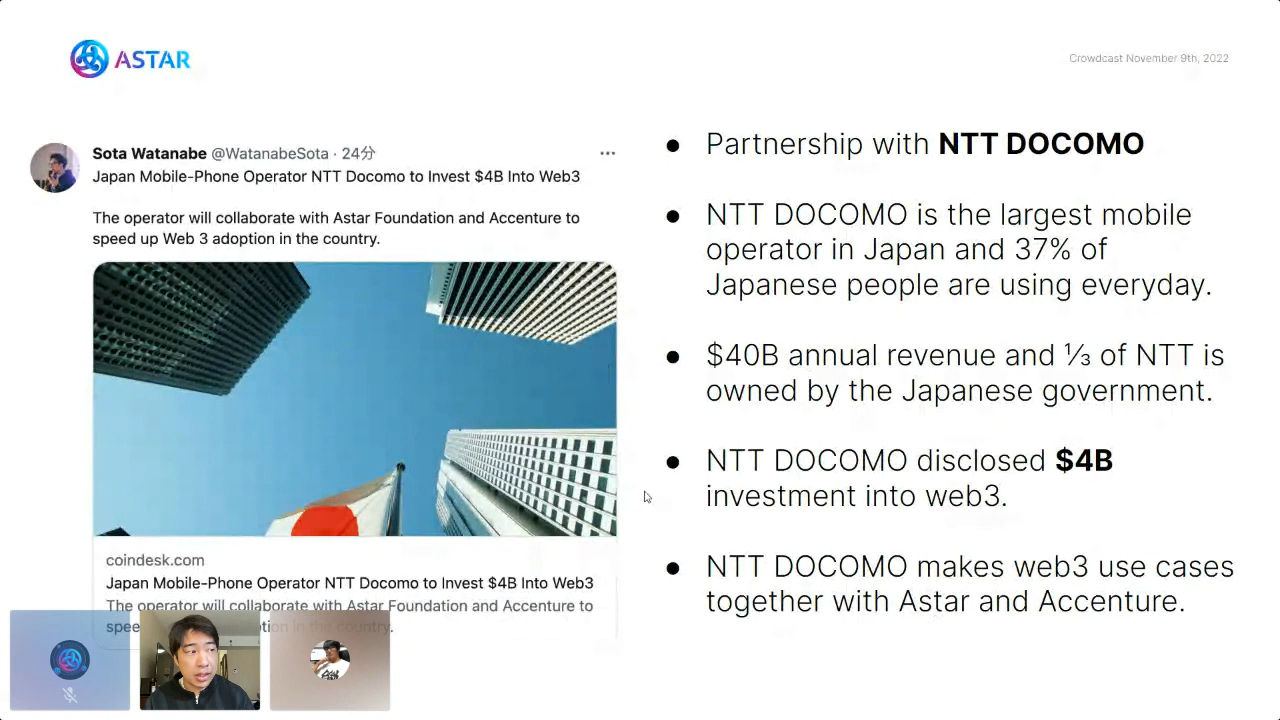 ASTAR
Crowdcast November 9th, 2022
Sota Watanabe @WatanabeSota · 24分
Japan Mobile-Phone Operator NTT Docomo to Invest $4B Into Web3
The operator will collaborate with Astar Foundation and Accenture to
speed up Web 3 adoption in the country.
coindesk.com
Japan Mobile-Phone Operator NTT Docomo to Invest $4B Into Web3
The operator will collaborate with Astar Foundation and Accenture to
spee tion in the country.
● Partnership with NTT DOCOMO
● NTT DOCOMO is the largest mobile
operator in Japan and 37% of
Japanese people are using everyday.
● $40B annual revenue and ⅓ of NTT is
owned by the Japanese government.
● NTT DOCOMO disclosed $4B
investment into web3.
● NTT DOCOMO makes web3 use cases
together with Astar and Accenture.